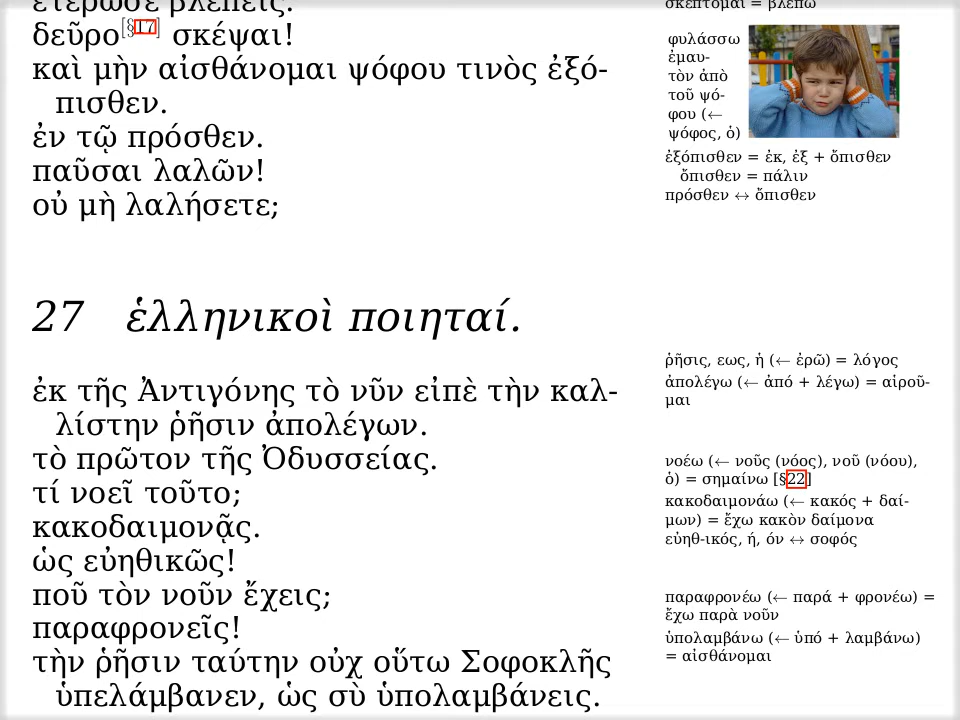 ἑτέρωσε βλέπεις.
δεῦρο[§17] σκέψαι!
καὶ μὴν αἰσθάνομαι ψόφου τινὸς ἐξό-
πισθεν.
ἐν τῷ πρόσθεν.
παῦσαι λαλῶν!
οὐ μὴ λαλήσετε;
27 ἑλληνικοὶ ποιηταί.
ἐκ τῆς Ἀντιγόνης τὸ νῦν εἰπὲ τὴν καλ-
λίστην ῥῆσιν ἀπολέγων.
τὸ πρῶτον τῆς Ὀδυσσείας.
τί νοεῖ τοῦτο;
κακοδαιμονᾷς.
ὡς εὐηθικῶς!
ποῦ τὸν νοῦν ἔχεις;
παραφρονεῖς!
τὴν ῥῆσιν ταύτην οὐχ οὕτω Σοφοκλῆς
ὑπελάμβανεν, ὡς σὺ ὑπολαμβάνεις.
σκέπτομαι = βλέπω
φυλάσσω
ἐμαυ-
τὸν ἀπὸ
τοῦ ψό-
φου (←
ψόφος, ὁ)
ἐξόπισθεν = ἐκ, ἐξ + ὄπισθεν
ὄπισθεν = πάλιν
πρόσθεν ↔ ὄπισθεν
ῥῆσις, εως, ἡ (← ἐρῶ) = λόγος
ἀπολέγω (← ἀπό + λέγω) = αἱροῦ-
μαι
νοέω (← νοῦς (νόος), νοῦ (νόου),
ὁ) = σημαίνω [§22]
κακοδαιμονάω (← κακός + δαί-
μων) = ἔχω κακὸν δαίμονα
εὐηθ-ικός, ή, όν ↔ σοφός
παραφρονέω (← παρά + φρονέω) =
ἔχω παρὰ νοῦν
ὑπολαμβάνω (← ὑπό + λαμβάνω)
= αἰσθάνομαι